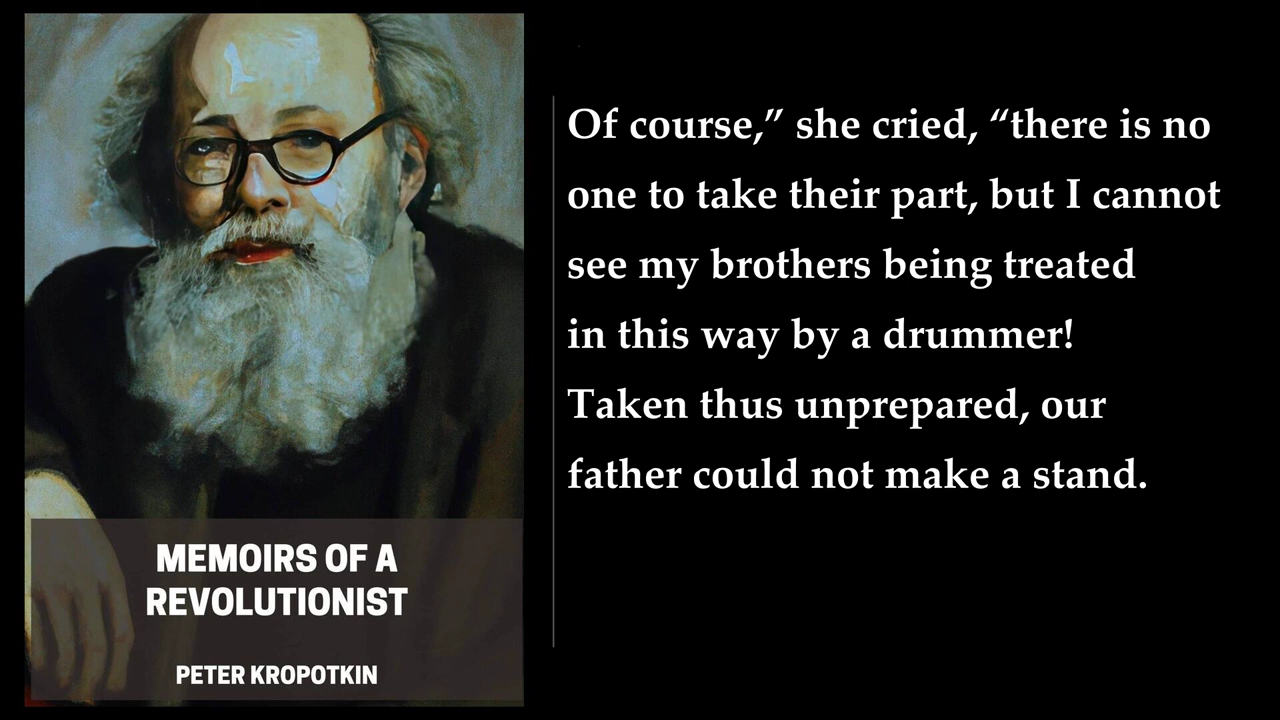 Of course,” she cried, “there is no
one to take their part, but I cannot
see my brothers being treated
in this way by a drummer!
Taken thus unprepared, our
father could not make a stand.
MEMOIRS OF A
REVOLUTIONIST
PETER KROPOTKIN